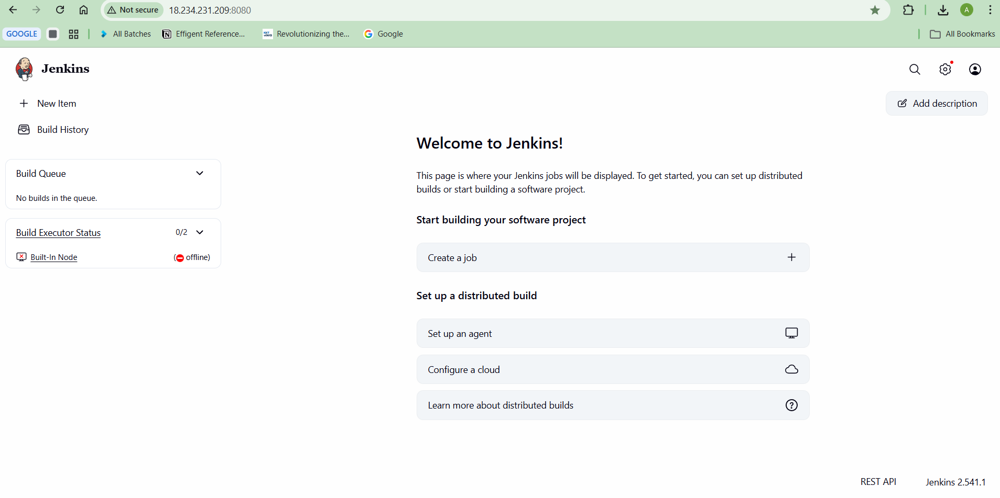 Not secure
18.234.231.209:8080
A
GOOGLE
All Batches
Effigent Reference...
Revolutionizing the...
Google
All Bookmarks
Jenkins
New Item
Add description
Build History
Welcome to Jenkins!
This page is where your Jenkins jobs will be displayed. To get started, you can set up distributed
builds or start building a software project.
Build Queue
No builds in the queue.
Build Executor Status 0/2
Built-In Node (offline)
Start building your software project
Create a job
Set up a distributed build
Set up an agent
Configure a cloud
Learn more about distributed builds
REST API
Jenkins 2.541.1